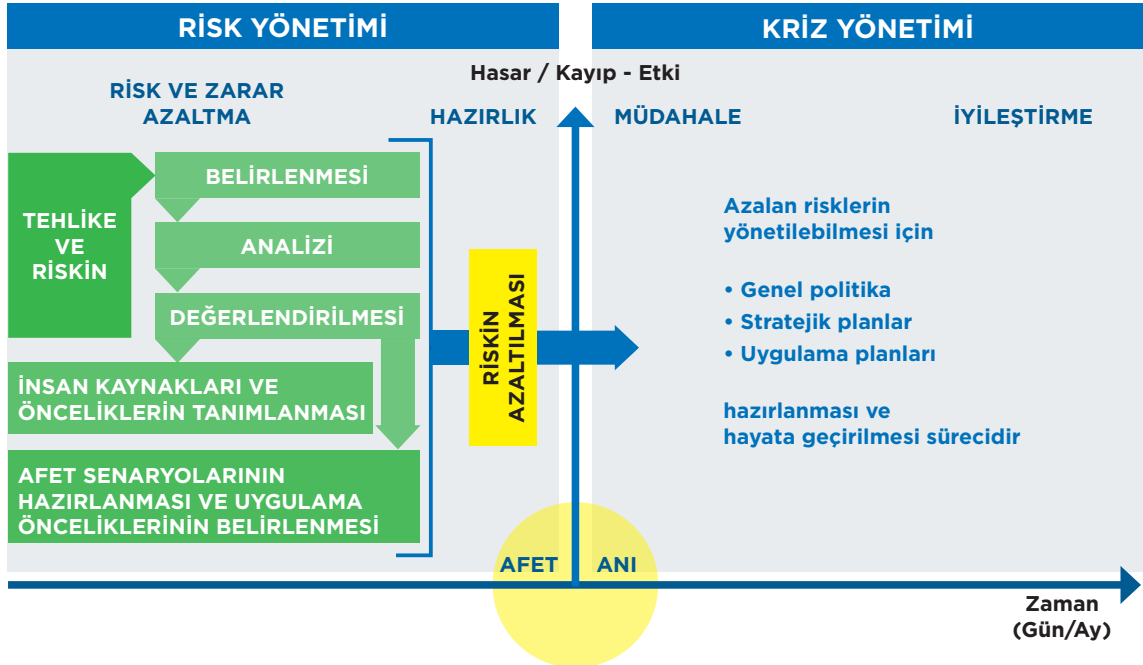 RİSK YÖNETİMİ
KRİZ YÖNETİMİ
Hasar / Kayıp - Etki
RİSK VE ZARAR
AZALTMA
HAZIRLIK
MÜDAHALE
İYİLEŞTİRME
TEHLİKE
VE
RİSKİN
BELİRLENMESİ
ANALİZİ
DEĞERLENDİRİLMESİ
İNSAN KAYNAKLARI VE
ÖNCELİKLERİN TANIMLANMASI
AFET SENARYOLARININ
HAZIRLANMASI VE UYGULAMA
ÖNCELİKLERİNİN BELİRLENMESİ
RİSKİN
AZALTILMASI
Azalan risklerin
yönetilebilmesi için
• Genel politika
• Stratejik planlar
• Uygulama planları
hazırlanması ve
hayata geçirilmesi sürecidir
AFET ANI
Zaman
(Gün/Ay)